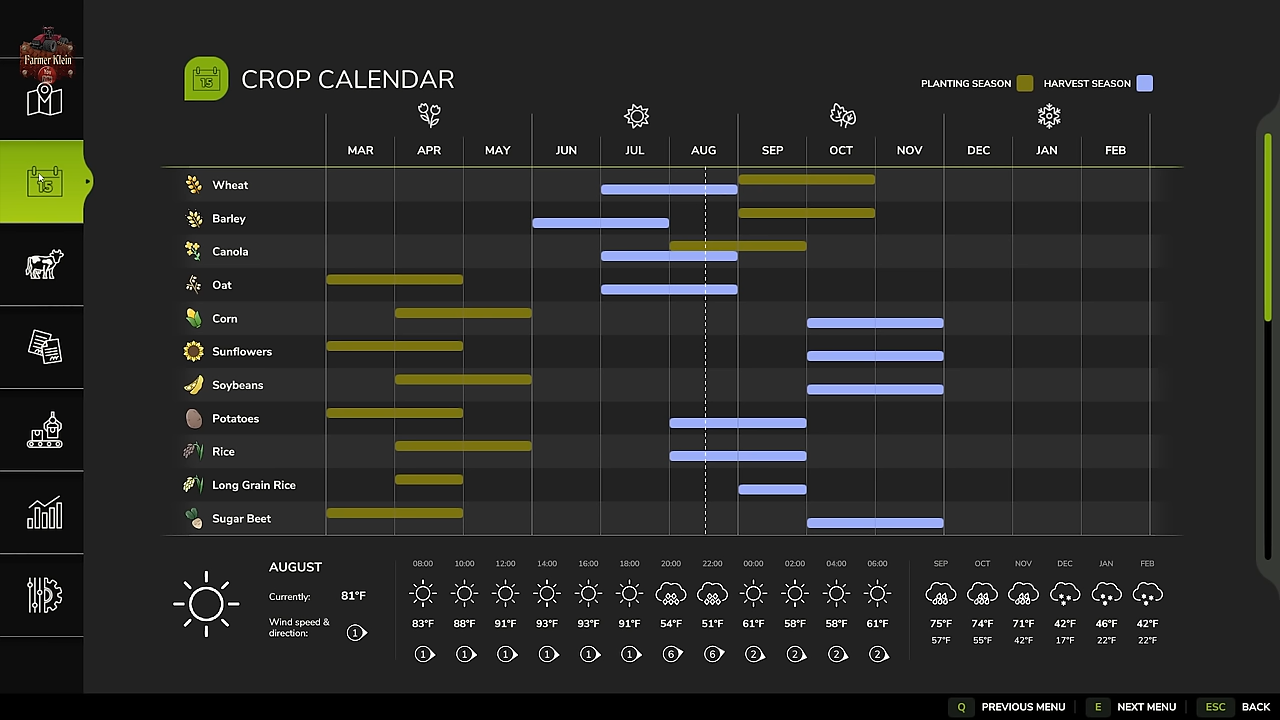 Farmer Klein
You
CROP CALENDAR
PLANTING SEASON
HARVEST SEASON
MAR APR MAY JUN JUL AUG SEP OCT NOV DEC JAN FEB
Wheat
Barley
Canola
Oat
Corn
Sunflowers
Soybeans
Potatoes
Rice
Long Grain Rice
Sugar Beet
AUGUST
Currently: 81°F
Wind speed &
direction: 1
08:00 10:00 12:00 14:00 16:00 18:00 20:00 22:00 00:00 02:00 04:00 06:00
83°F 88°F 91°F 93°F 93°F 91°F 54°F 51°F 61°F 58°F 58°F 61°F
1 1 1 1 1 1 6 6 2 2 2 2
SEP OCT NOV DEC JAN FEB
75°F 74°F 71°F 42°F 46°F 42°F
57°F 55°F 42°F 17°F 22°F 22°F
15
15
Q PREVIOUS MENU E NEXT MENU ESC BACK